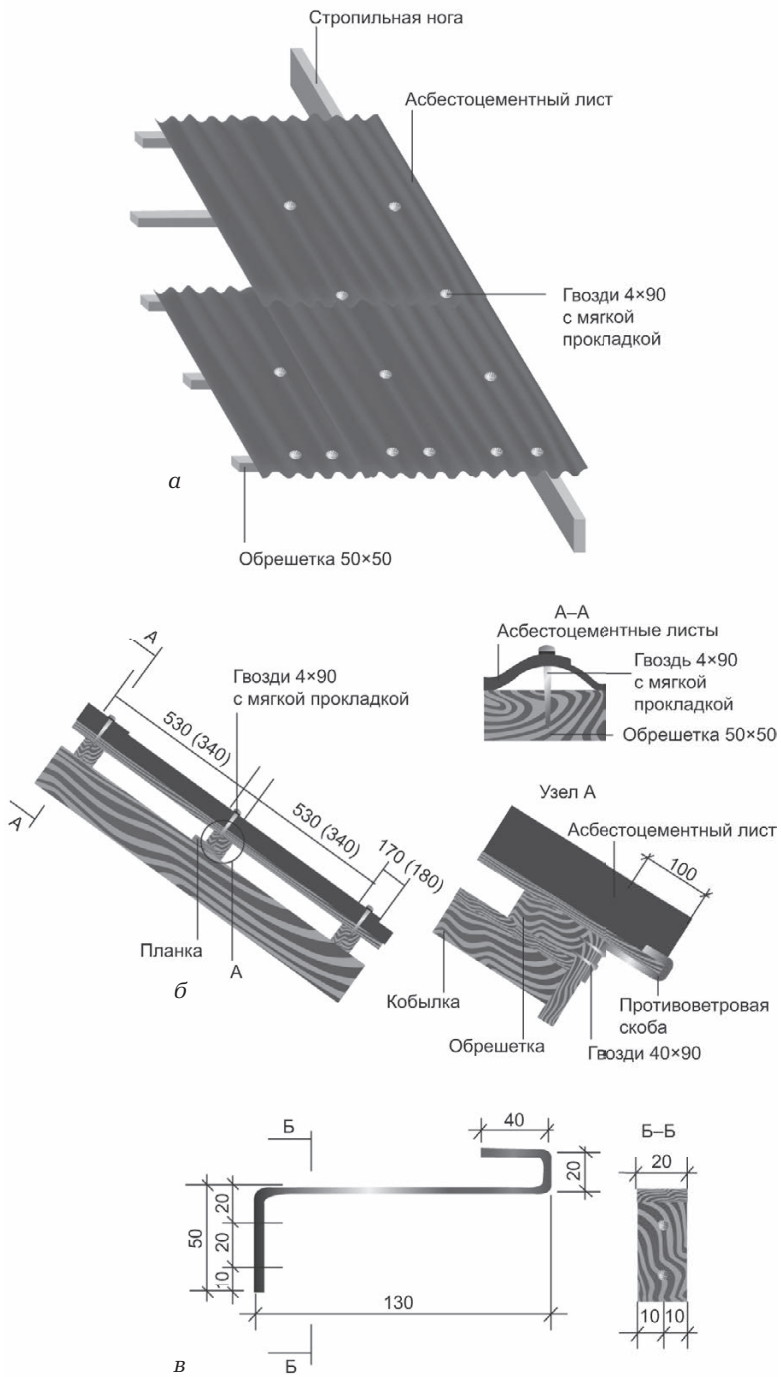 Стропильная нога
Асбестоцементный лист
Гвозди 4×90
с мягкой
прокладкой
а
Обрешетка 50×50
А
Гвозди 4×90
с мягкой прокладкой
530 (340)
530 (340)
170 (180)
А
Планка
А
б
А–А
Асбестоцементные листы
Гвоздь 4×90
с мягкой
прокладкой
Обрешетка 50×50
Узел А
Асбестоцементный лист
100
Кобылка
Обрешетка
Противоветровая
скоба
Гвозди 40×90
Б
40
20
50
20
20
10
130
Б
в
Б–Б
20
10
10